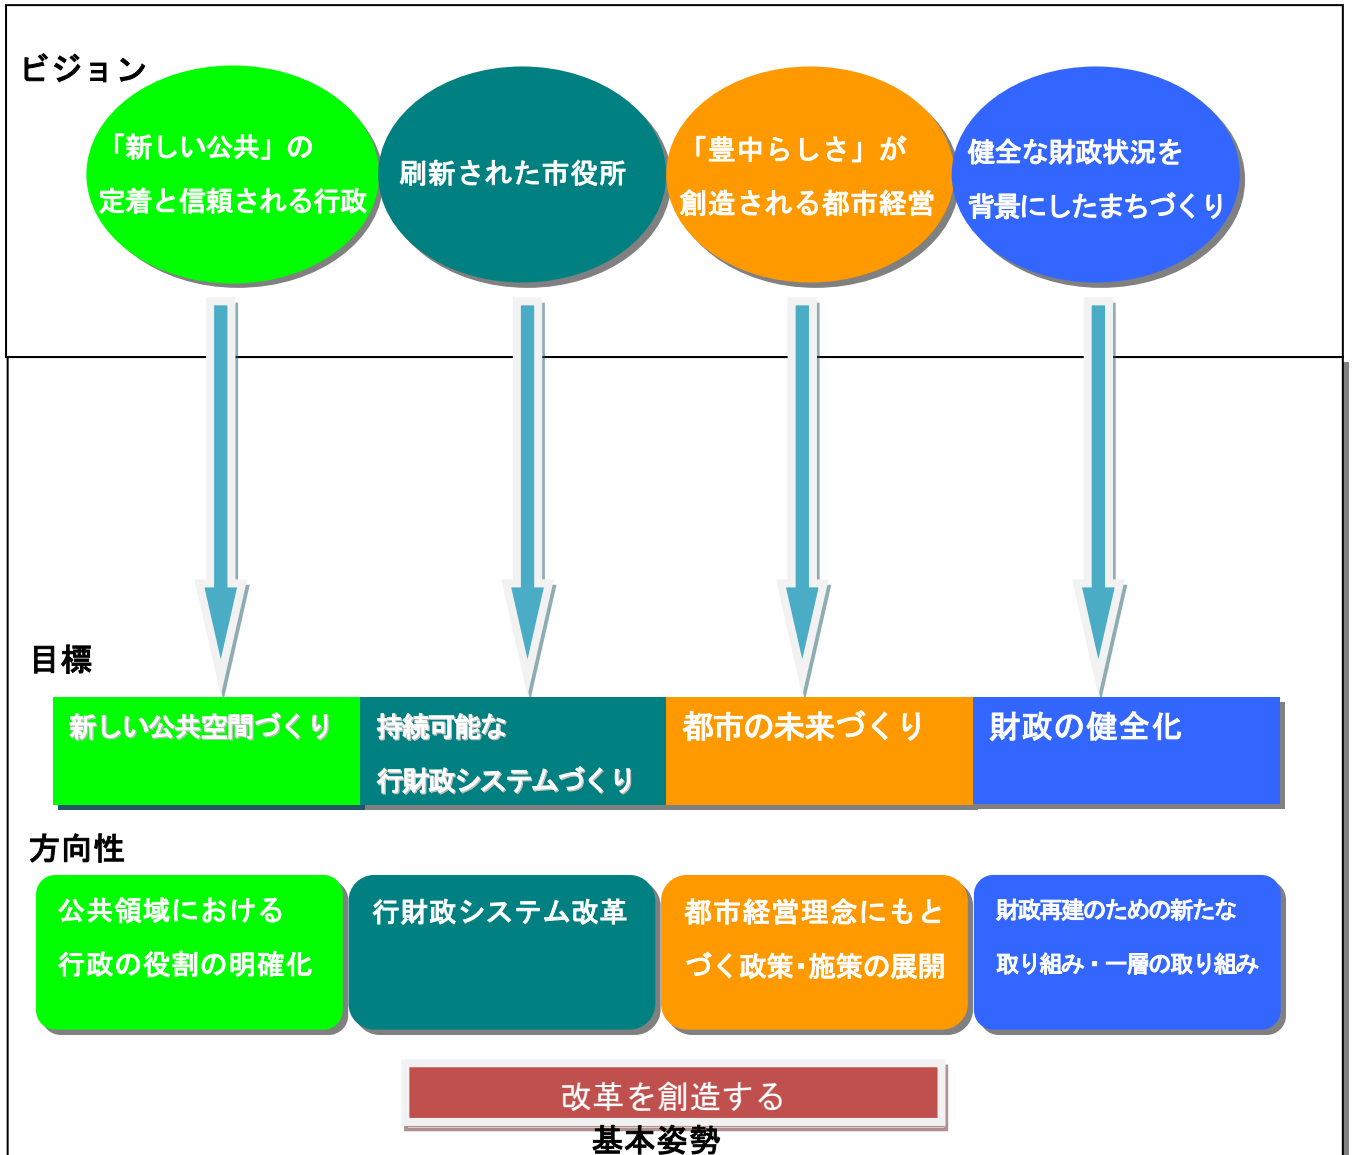 ビジョン
「新しい公共」の
定着と信頼される行政
刷新された市役所
「豊中らしさ」が
創造される都市経営
健全な財政状況を
背景にしたまちづくり
目標
新しい公共空間づくり
持続可能な
行財政システムづくり
都市の未来づくり
財政の健全化
方向性
公共領域における
行政の役割の明確化
行財政システム改革
都市経営理念にもと
づく政策・施策の展開
財政再建のための新たな
取り組み・一層の取り組み
改革を創造する
基本姿勢